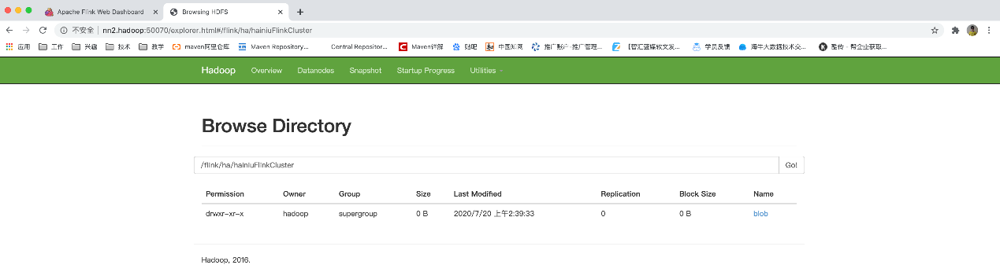 Apache Flink Web Dashboard
Browsing HDFS
不安全 | nn2.hadoop:50070/explorer.html#/flink/ha/hainiuFlinkCluster
应用 工作 兴趣 技术 教学 maven阿里仓库 Maven Repository... Central Repositor... Maven详解 贴吧 中国知网 推广账户-推广管理... 【智汇蓝媒软文发... 学员反馈 海牛大数据技术交... 酷传 - 帮企业获取...
Hadoop Overview Datanodes Snapshot Startup Progress Utilities
Browse Directory
/flink/ha/hainiuFlinkCluster Go!
Permission Owner Group Size Last Modified Replication Block Size Name
drwxr-xr-x hadoop supergroup 0 B 2020/7/20 上午2:39:33 0 0 B blob
Hadoop, 2016.